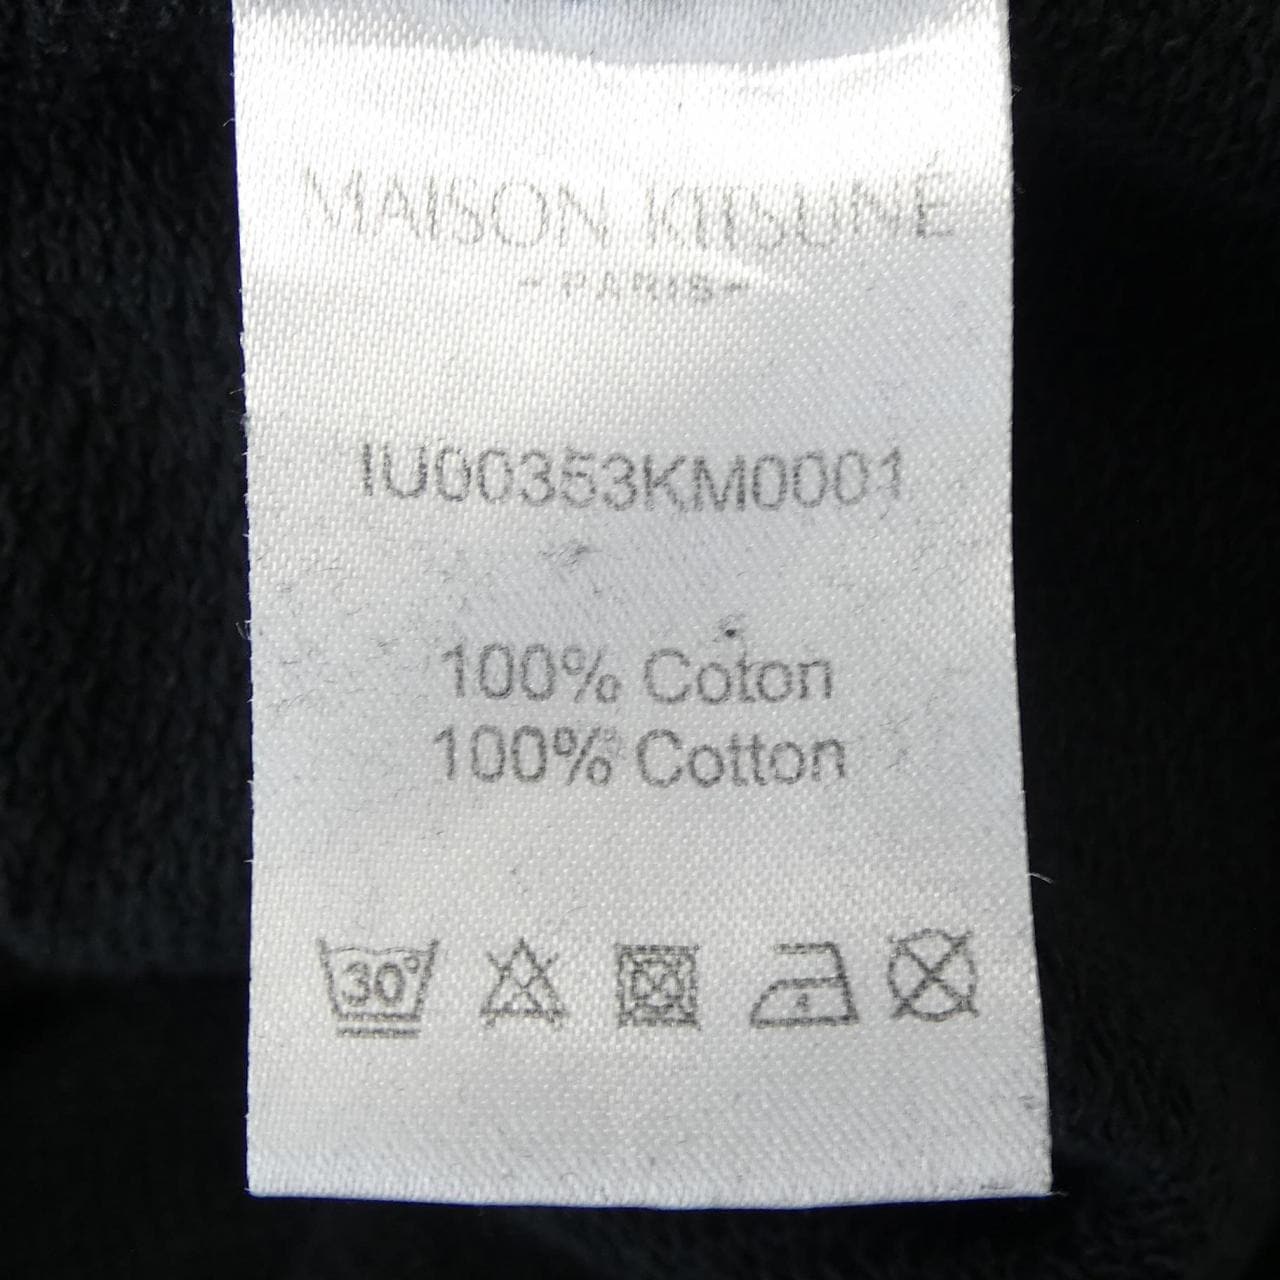 MAISON KITSUNÉ
-PARIS-
IU00353KM0001
100% Coton
100% Cotton
30°